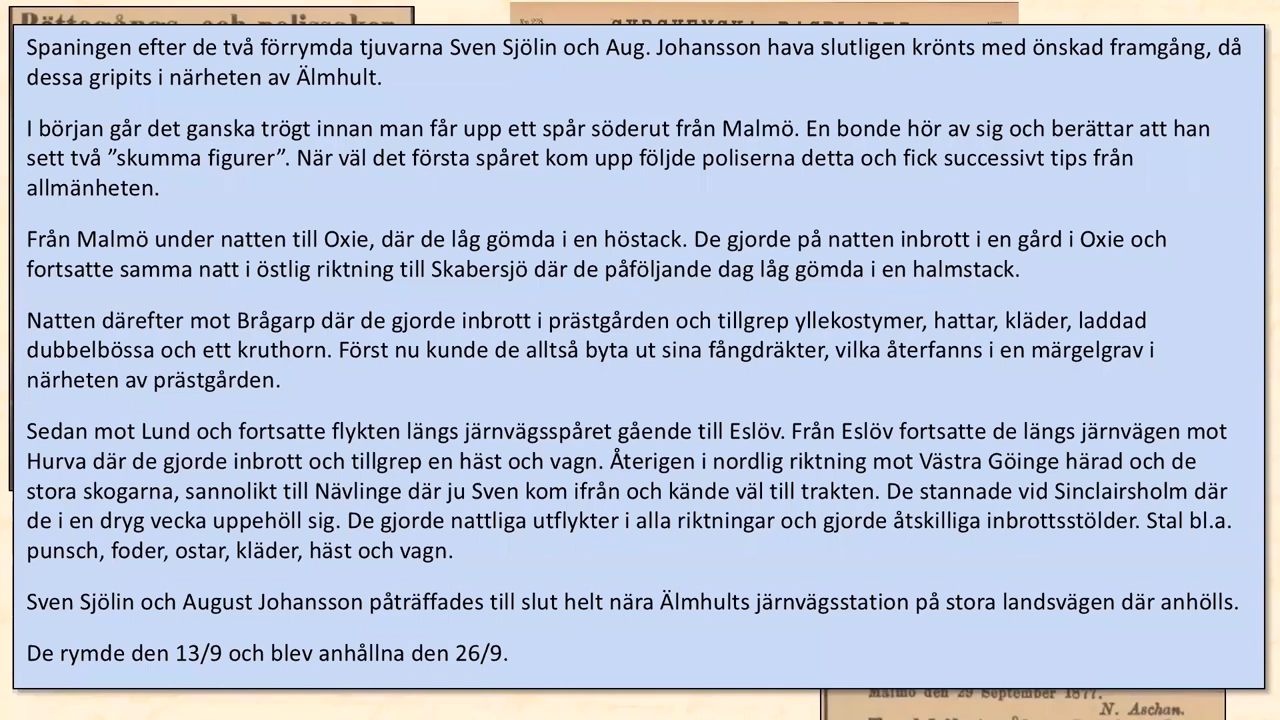 Rättegångs- och polissaker.
SYDSVENSKA DAGBLADET
Spaningen efter de två förrymda tjuvarna Sven Sjölin och Aug. Johansson hava slutligen krönts med önskad framgång, då
dessa gripits i närheten av Älmhult.
I början går det ganska trögt innan man får upp ett spår söderut från Malmö. En bonde hör av sig och berättar att han
sett två ”skumma figurer”. När väl det första spåret kom upp följde poliserna detta och fick successivt tips från
allmänheten.
Från Malmö under natten till Oxie, där de låg gömda i en höstack. De gjorde på natten inbrott i en gård i Oxie och
fortsatte samma natt i östlig riktning till Skabersjö där de påföljande dag låg gömda i en halmstack.
Natten därefter mot Brågarp där de gjorde inbrott i prästgården och tillgrep yllekostymer, hattar, kläder, laddad
dubbelbössa och ett kruthorn. Först nu kunde de alltså byta ut sina fångdräkter, vilka återfanns i en märgelgrav i
närheten av prästgården.
Sedan mot Lund och fortsatte flykten längs järnvägsspåret gående till Eslöv. Från Eslöv fortsatte de längs järnvägen mot
Hurva där de gjorde inbrott och tillgrep en häst och vagn. Återigen i nordlig riktning mot Västra Göinge härad och de
stora skogarna, sannolikt till Nävlinge där ju Sven kom ifrån och kände väl till trakten. De stannade vid Sinclairsholm där
de i en dryg vecka uppehöll sig. De gjorde nattliga utflykter i alla riktningar och gjorde åtskilliga inbrottsstölder. Stal bl.a.
punsch, foder, ostar, kläder, häst och vagn.
Sven Sjölin och August Johansson påträffades till slut helt nära Älmhults järnvägsstation på stora landsvägen där anhölls.
De rymde den 13/9 och blev anhållna den 26/9.
Malmö den 29 September 1877.
N. Aschan.